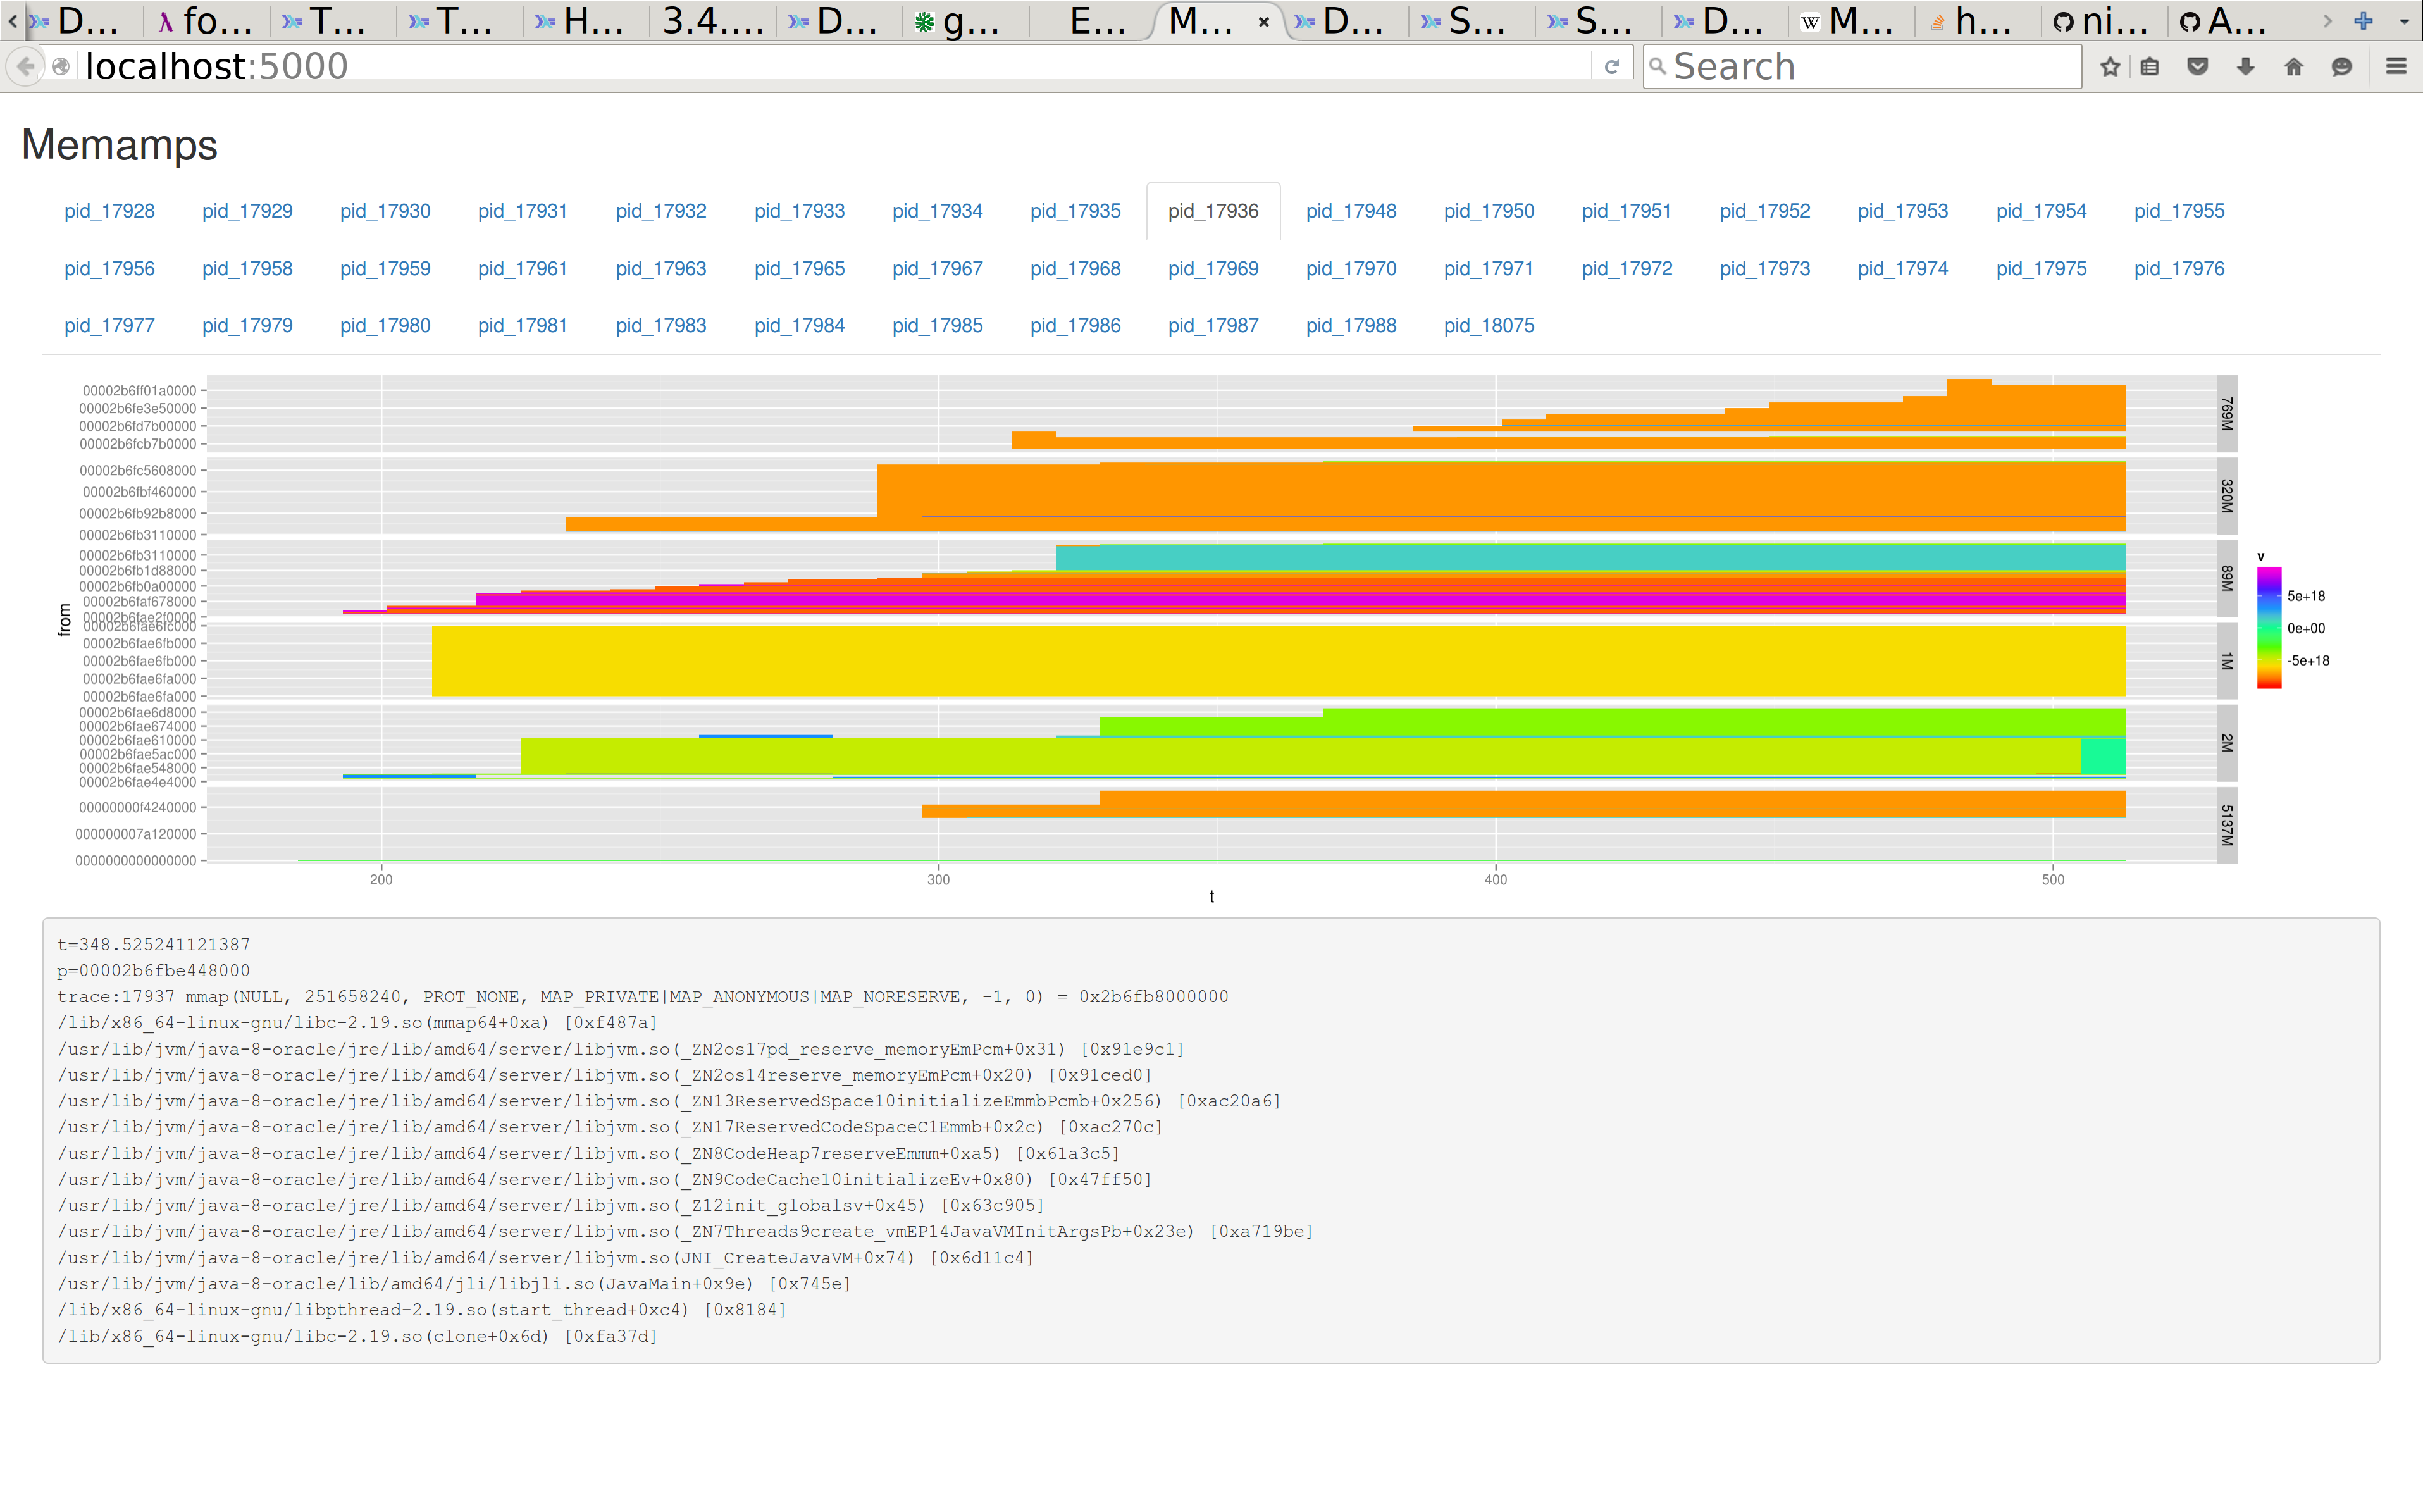 D... fo... T... T... H... 3.4.... D... g... E... M... × D... S... S... D... W M... h... ni... A...
localhost:5000 Search
Memamps
pid_17928 pid_17929 pid_17930 pid_17931 pid_17932 pid_17933 pid_17934 pid_17935 pid_17936 pid_17948 pid_17950 pid_17951 pid_17952 pid_17953 pid_17954 pid_17955
pid_17956 pid_17958 pid_17959 pid_17961 pid_17963 pid_17965 pid_17967 pid_17968 pid_17969 pid_17970 pid_17971 pid_17972 pid_17973 pid_17974 pid_17975 pid_17976
pid_17977 pid_17979 pid_17980 pid_17981 pid_17983 pid_17984 pid_17985 pid_17986 pid_17987 pid_17988 pid_18075
00002b6ff01a0000
00002b6fe3e50000
00002b6fd7b00000
00002b6fcb7b0000
769M
00002b6fc5608000
00002b6fbf460000
00002b6fb92b8000
00002b6fb3110000
320M
00002b6fb3110000
00002b6fb1d88000
00002b6fb0a00000
00002b6faf678000
00002b6fae2f0000
89M
00002b6fae6fc000
00002b6fae6fb000
00002b6fae6fb000
00002b6fae6fa000
00002b6fae6fa000
1M
00002b6fae6d8000
00002b6fae674000
00002b6fae610000
00002b6fae5ac000
00002b6fae548000
00002b6fae4e4000
2M
00000000f4240000
000000007a120000
0000000000000000
5137M
from
200 300 400 500
t
v
5e+18
0e+00
-5e+18
t=348.525241121387
p=00002b6fbe448000
trace:17937 mmap(NULL, 251658240, PROT_NONE, MAP_PRIVATE|MAP_ANONYMOUS|MAP_NORESERVE, -1, 0) = 0x2b6fb8000000
/lib/x86_64-linux-gnu/libc-2.19.so(mmap64+0xa) [0xf487a]
/usr/lib/jvm/java-8-oracle/jre/lib/amd64/server/libjvm.so(_ZN2os17pd_reserve_memoryEmPcm+0x31) [0x91e9c1]
/usr/lib/jvm/java-8-oracle/jre/lib/amd64/server/libjvm.so(_ZN2os14reserve_memoryEmPcm+0x20) [0x91ced0]
/usr/lib/jvm/java-8-oracle/jre/lib/amd64/server/libjvm.so(_ZN13ReservedSpace10initializeEmmbPcmb+0x256) [0xac20a6]
/usr/lib/jvm/java-8-oracle/jre/lib/amd64/server/libjvm.so(_ZN17ReservedCodeSpaceC1Emmb+0x2c) [0xac270c]
/usr/lib/jvm/java-8-oracle/jre/lib/amd64/server/libjvm.so(_ZN8CodeHeap7reserveEmmm+0xa5) [0x61a3c5]
/usr/lib/jvm/java-8-oracle/jre/lib/amd64/server/libjvm.so(_ZN9CodeCache10initializeEv+0x80) [0x47ff50]
/usr/lib/jvm/java-8-oracle/jre/lib/amd64/server/libjvm.so(_Z12init_globalsv+0x45) [0x63c905]
/usr/lib/jvm/java-8-oracle/jre/lib/amd64/server/libjvm.so(_ZN7Threads9create_vmEP14JavaVMInitArgsPb+0x23e) [0xa719be]
/usr/lib/jvm/java-8-oracle/jre/lib/amd64/server/libjvm.so(JNI_CreateJavaVM+0x74) [0x6d11c4]
/usr/lib/jvm/java-8-oracle/lib/amd64/jli/libjli.so(JavaMain+0x9e) [0x745e]
/lib/x86_64-linux-gnu/libpthread-2.19.so(start_thread+0xc4) [0x8184]
/lib/x86_64-linux-gnu/libc-2.19.so(clone+0x6d) [0xfa37d]